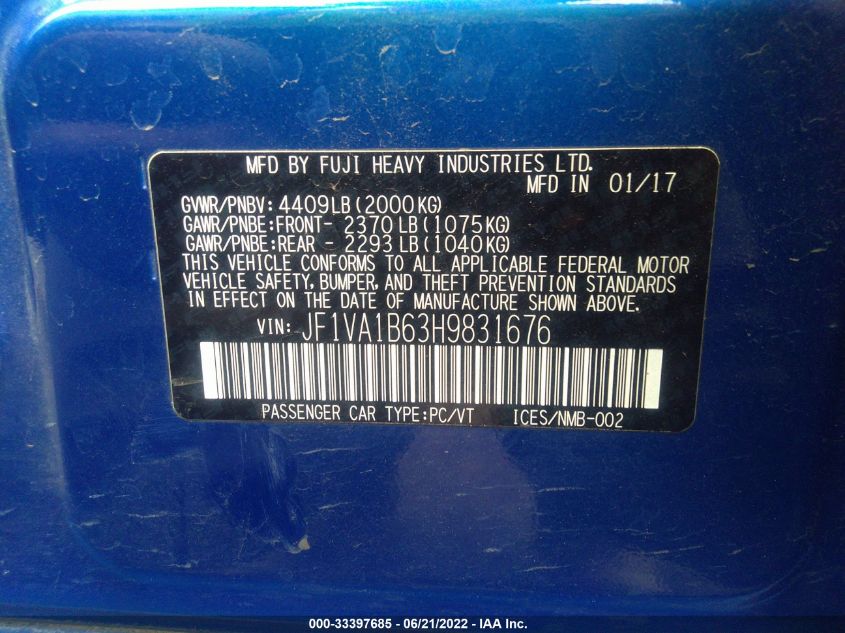 MFD BY FUJI HEAVY INDUSTRIES LTD.
MFD IN 01/17
GVWR/PNBV: 4409LB(2000KG)
GAWR/PNBE:FRONT- 2370 LB(1075KG)
GAWR/PNBE:REAR - 2293 LB(1040KG)
THIS VEHICLE CONFORMS TO ALL APPLICABLE FEDERAL MOTOR
VEHICLE SAFETY, BUMPER, AND THEFT PREVENTION STANDARDS
IN EFFECT ON THE DATE OF MANUFACTURE SHOWN ABOVE.
VIN: JF1VA1B63H9831676
PASSENGER CAR TYPE:PC/VT ICES/NMB-002
000-33397685 - 06/21/2022 - IAA Inc.